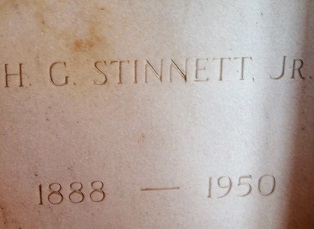 H. G. STINNETT, JR.
1888 — 1950